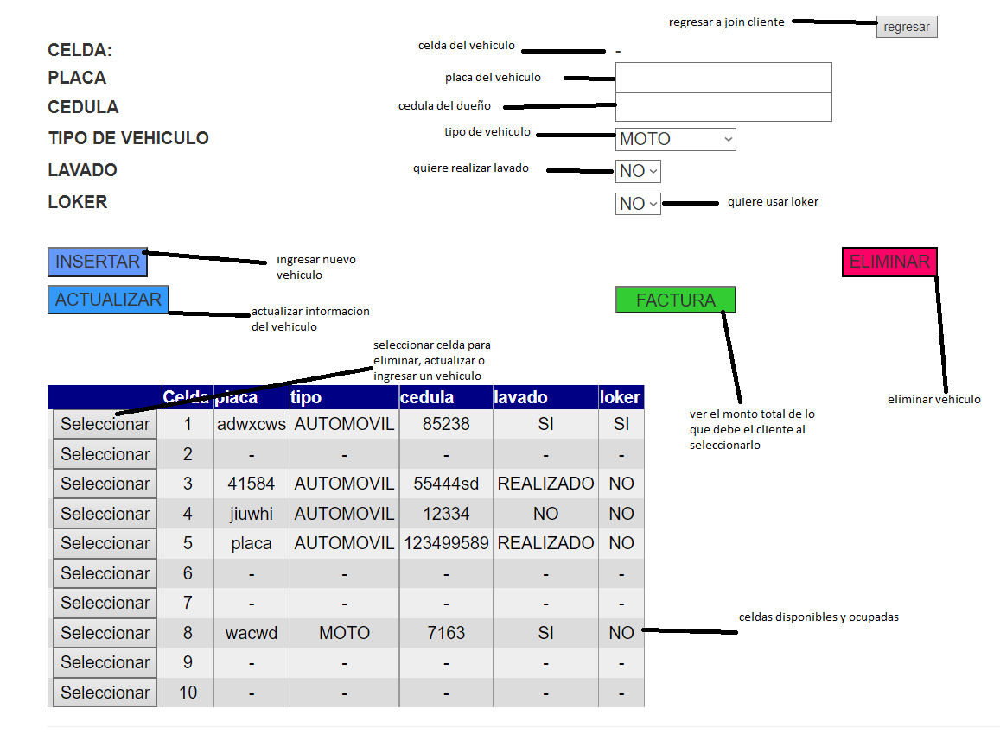 regresar a join cliente
regresar
CELDA:
celda del vehiculo
-
PLACA
placa del vehiculo
CEDULA
cedula del dueño
TIPO DE VEHICULO
tipo de vehiculo
MOTO
LAVADO
quiere realizar lavado
NO
LOKER
NO
quiere usar loker
INSERTAR
ingresar nuevo
vehiculo
ELIMINAR
ACTUALIZAR
actualizar informacion
del vehiculo
FACTURA
seleccionar celda para
eliminar, actualizar o
ingresar un vehiculo
eliminar vehiculo
ver el monto total de lo
que debe el cliente al
seleccionarlo
Celda placa tipo cedula lavado loker
Seleccionar 1 adwxcws AUTOMOVIL 85238 SI SI
Seleccionar 2 - - - - -
Seleccionar 3 41584 AUTOMOVIL 55444sd REALIZADO NO
Seleccionar 4 jiuwhi AUTOMOVIL 12334 NO NO
Seleccionar 5 placa AUTOMOVIL 123499589 REALIZADO NO
Seleccionar 6 - - - - -
Seleccionar 7 - - - - -
Seleccionar 8 wacwd MOTO 7163 SI NO
celdas disponibles y ocupadas
Seleccionar 9 - - - - -
Seleccionar 10 - - - - -